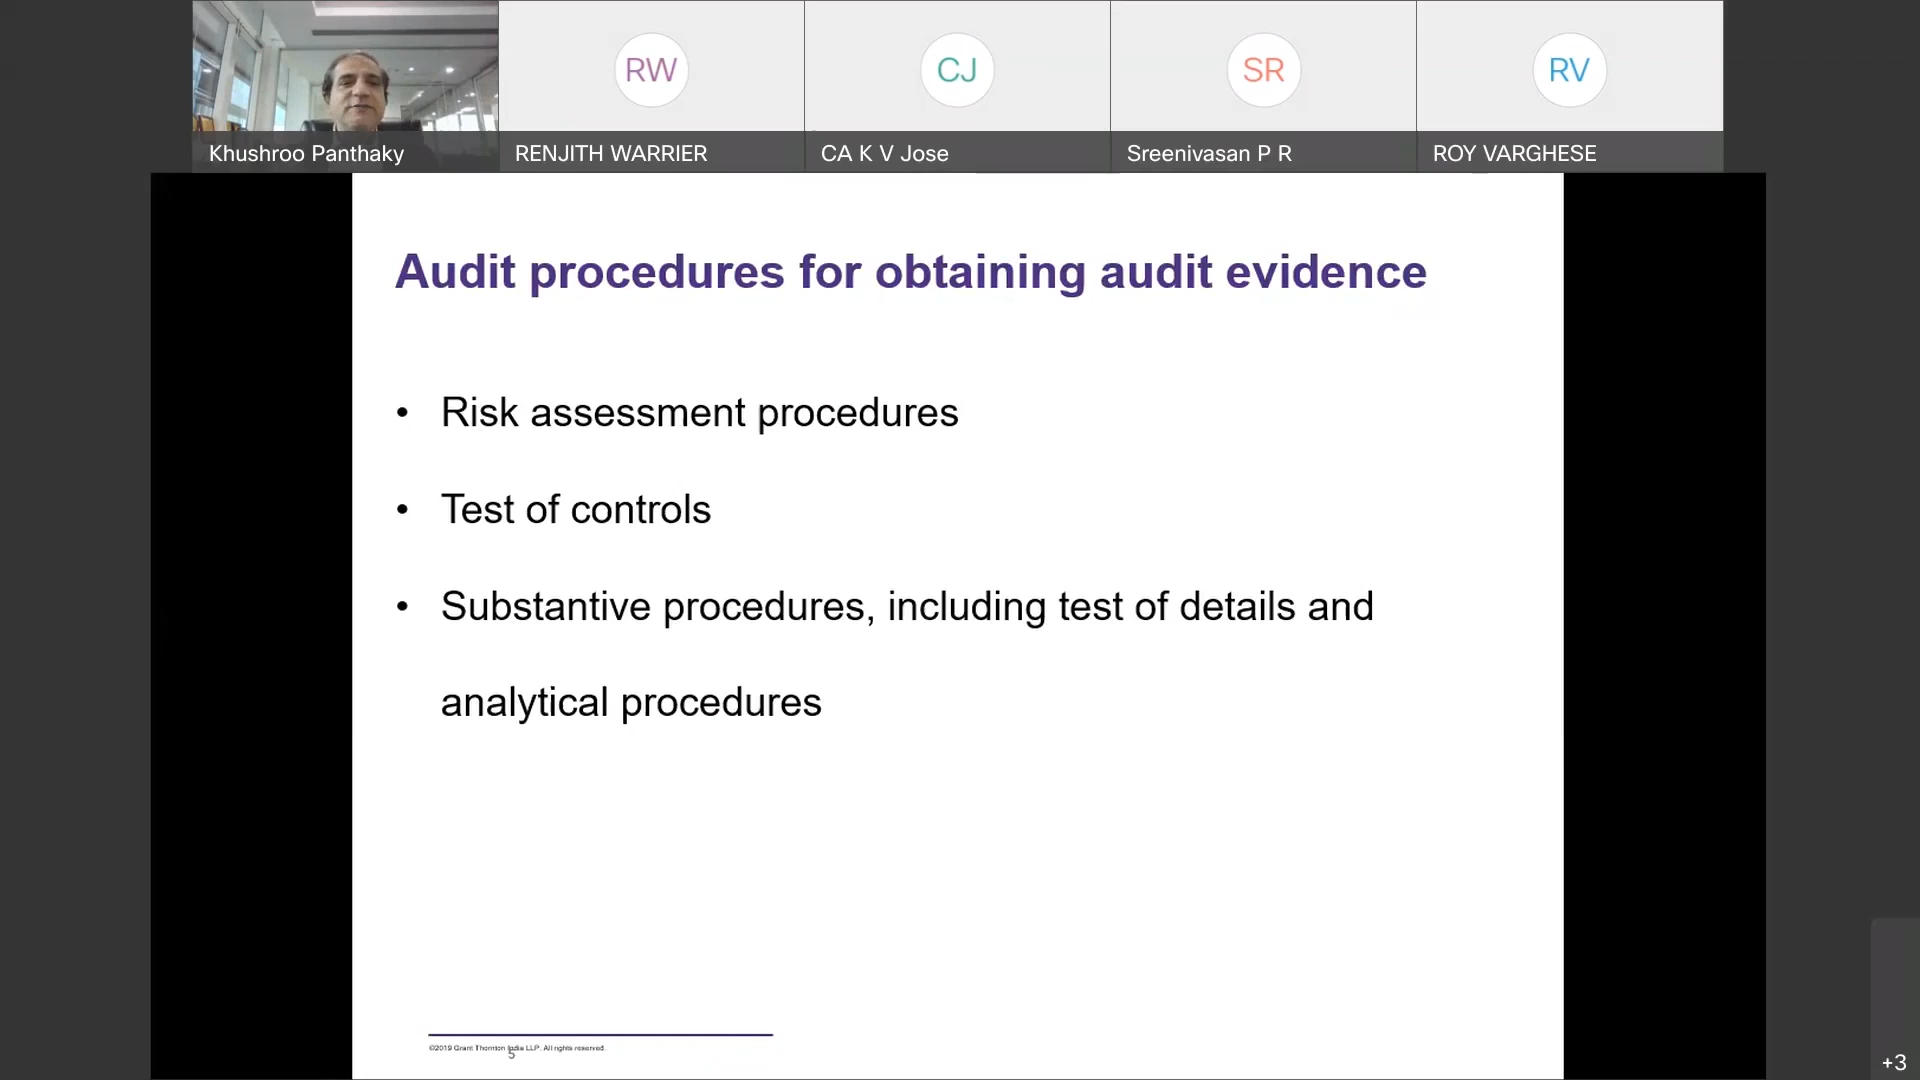 RW
CJ
SR
RV
Khushroo Panthaky
RENJITH WARRIER
CA K V Jose
Sreenivasan P R
ROY VARGHESE
Audit procedures for obtaining audit evidence
• Risk assessment procedures
• Test of controls
• Substantive procedures, including test of details and
analytical procedures
©2019 Grant Thornton India LLP. All rights reserved.
5
+3